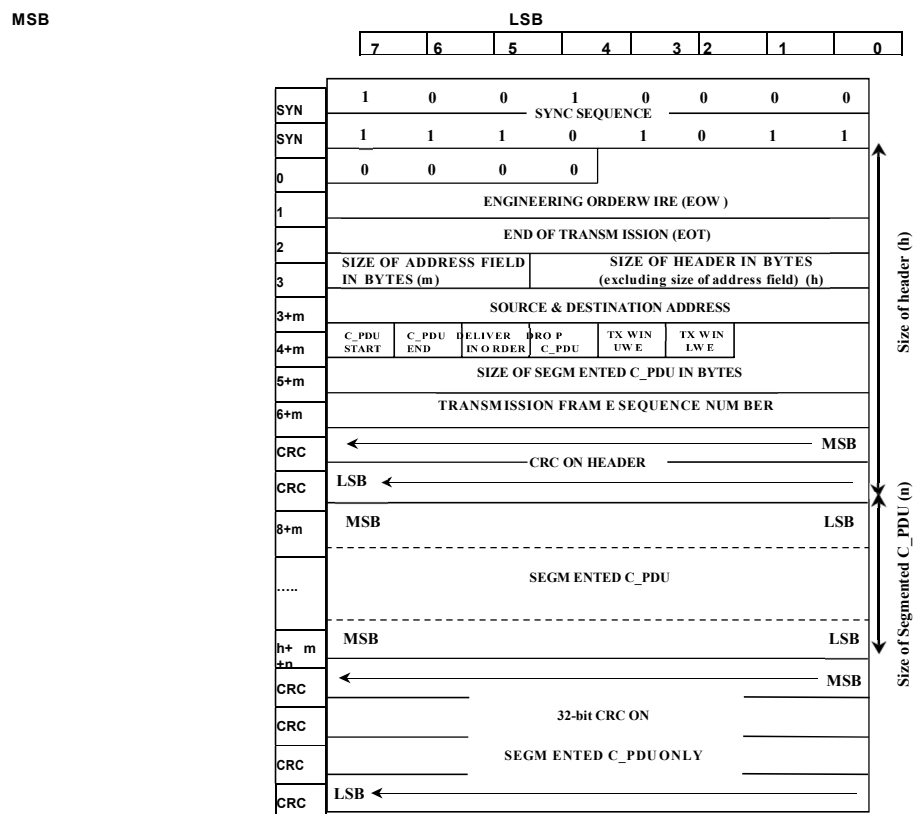 MSB LSB
7 6 5 4 3 2 1 0
SYN 1 0 0 1 0 0 0 0
SYNC SEQUENCE
SYN 1 1 1 0 1 0 1 1
0 0 0 0 0
1 ENGINEERING ORDERW IRE (EOW )
2 END OF TRANSM ISSION (EOT)
3 SIZE OF ADDRESS FIELD IN BYTES (m) SIZE OF HEADER IN BYTES (excluding size of address field) (h)
3+m SOURCE & DESTINATION ADDRESS
4+m C_PDU START C_PDU END DELIVER IN O RDER DRO P C_PDU TX WIN UW E TX W IN LW E
5+m SIZE OF SEGM ENTED C_PDU IN BYTES
6+m TRANSMISSION FRAM E SEQUENCE NUM BER
CRC MSB
CRC ON HEADER
CRC LSB
8+m MSB LSB
..... SEGM ENTED C_PDU
h+ m +n MSB LSB
CRC MSB
CRC 32-bit CRC ON
CRC SEGM ENTED C_PDU ONLY
CRC LSB
Size of header (h)
Size of Segmented C_PDU (n)